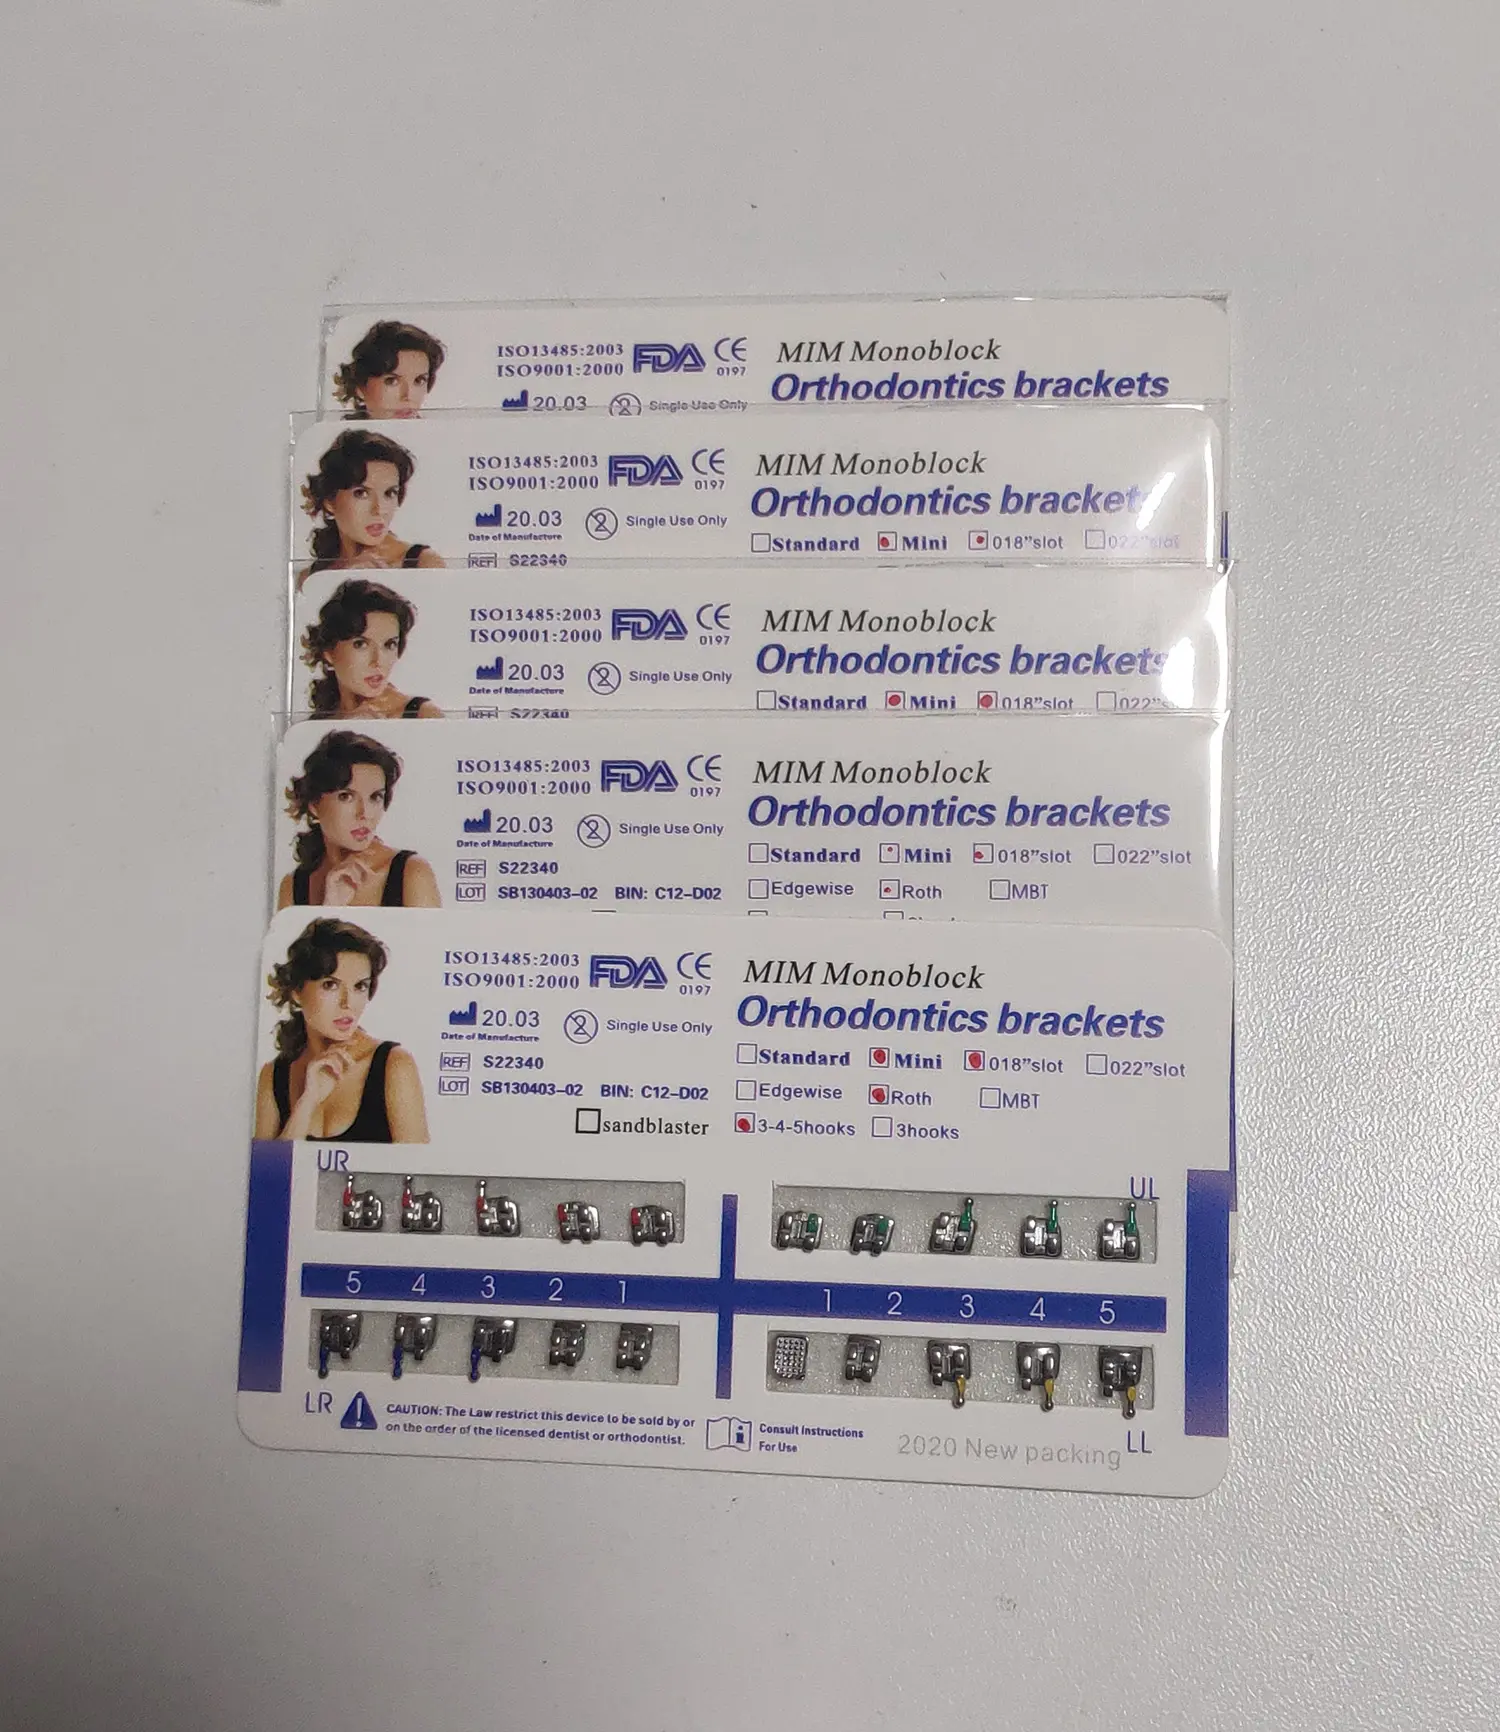 ISO13485:2003 FDA CE MIM Monoblock
ISO9001:2000 0197 Orthodontics brackets
20.03 Single Use Only
ISO13485:2003 FDA CE MIM Monoblock
ISO9001:2000 0197 Orthodontics bracket
20.03 Single Use Only
Date of Manufacture Standard Mini 018”slot 022”slot
REF S22340
ISO13485:2003 FDA CE MIM Monoblock
ISO9001:2000 0197 Orthodontics brackets
20.03 Single Use Only
Date of Manufacture Standard Mini 018”slot 022”
REF S22340
ISO13485:2003 FDA CE MIM Monoblock
ISO9001:2000 0197 Orthodontics brackets
20.03 Single Use Only
Date of Manufacture Standard Mini 018”slot 022”slot
REF S22340
LOT SB130403-02 BIN: C12-D02 Edgewise Roth MBT
ISO13485:2003 FDA CE MIM Monoblock
ISO9001:2000 0197 Orthodontics brackets
20.03 Single Use Only
Date of Manufacture Standard Mini 018”slot 022”slot
REF S22340
LOT SB130403-02 BIN: C12-D02 Edgewise Roth MBT
sandblaster 3-4-5hooks 3hooks
UR UL
5 4 3 2 1 1 2 3 4 5
LR LL
CAUTION: The Law restrict this device to be sold by or
on the order of the licensed dentist or orthodontist.
Consult Instructions
For Use
2020 New packing